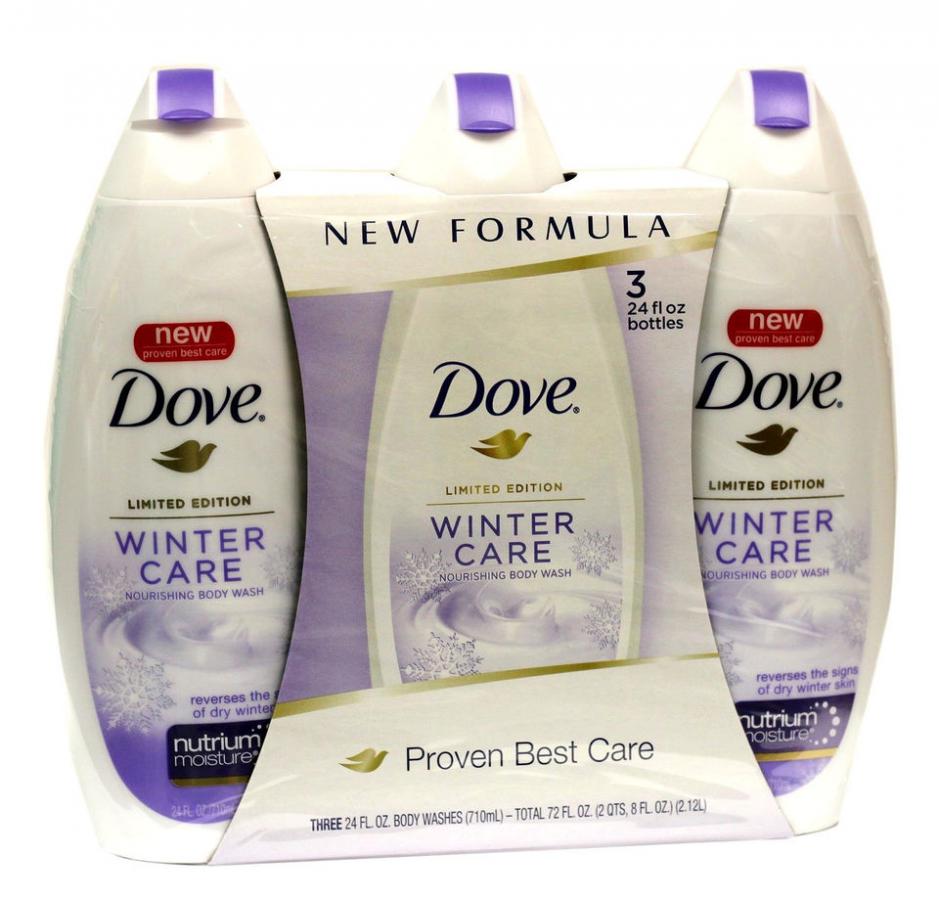 new
proven best care
Dove®
LIMITED EDITION
WINTER
CARE
NOURISHING BODY WASH
reverses the
of dry winter
nutrium
moisture
24 FL OZ/710
NEW FORMULA
3
24 fl oz
bottles
Dove®
LIMITED EDITION
WINTER
CARE
NOURISHING BODY WASH
Proven Best Care
THREE 24 FL. OZ. BODY WASHES (710mL) – TOTAL 72 FL. OZ. (2 QTS, 8 FL OZ.) (2.12L)
new
proven best care
Dove®
LIMITED EDITION
WINTER
CARE
NOURISHING BODY WASH
reverses the signs
of dry winter skin
nutrium
moisture